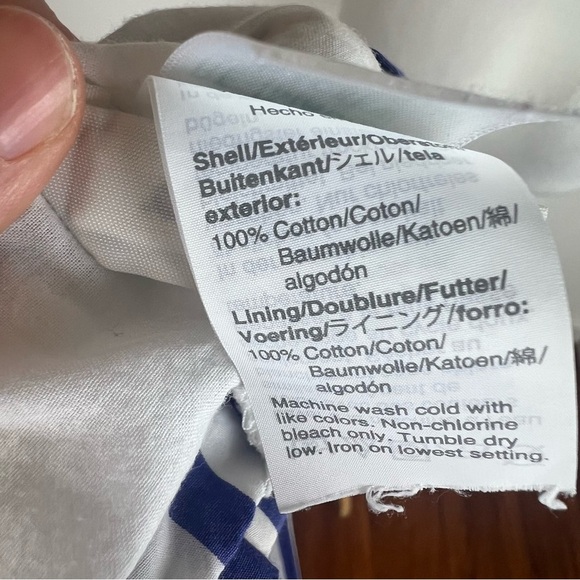 Hecho
Shell/Extérieur/Oberstoff/
Buitenkant/シェル/tela
exterior:
100% Cotton/Coton/
Baumwolle/Katoen/綿/
algodón
Lining/Doublure/Futter/
Voering/ライニング/forro:
100% Cotton/Coton/
Baumwolle/Katoen/綿/
algodón
Machine wash cold with
like colors. Non-chlorine
bleach only. Tumble dry
low. Iron on lowest setting.